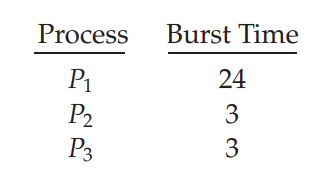 Process Burst Time
P₁ 24
P₂ 3
P₃ 3